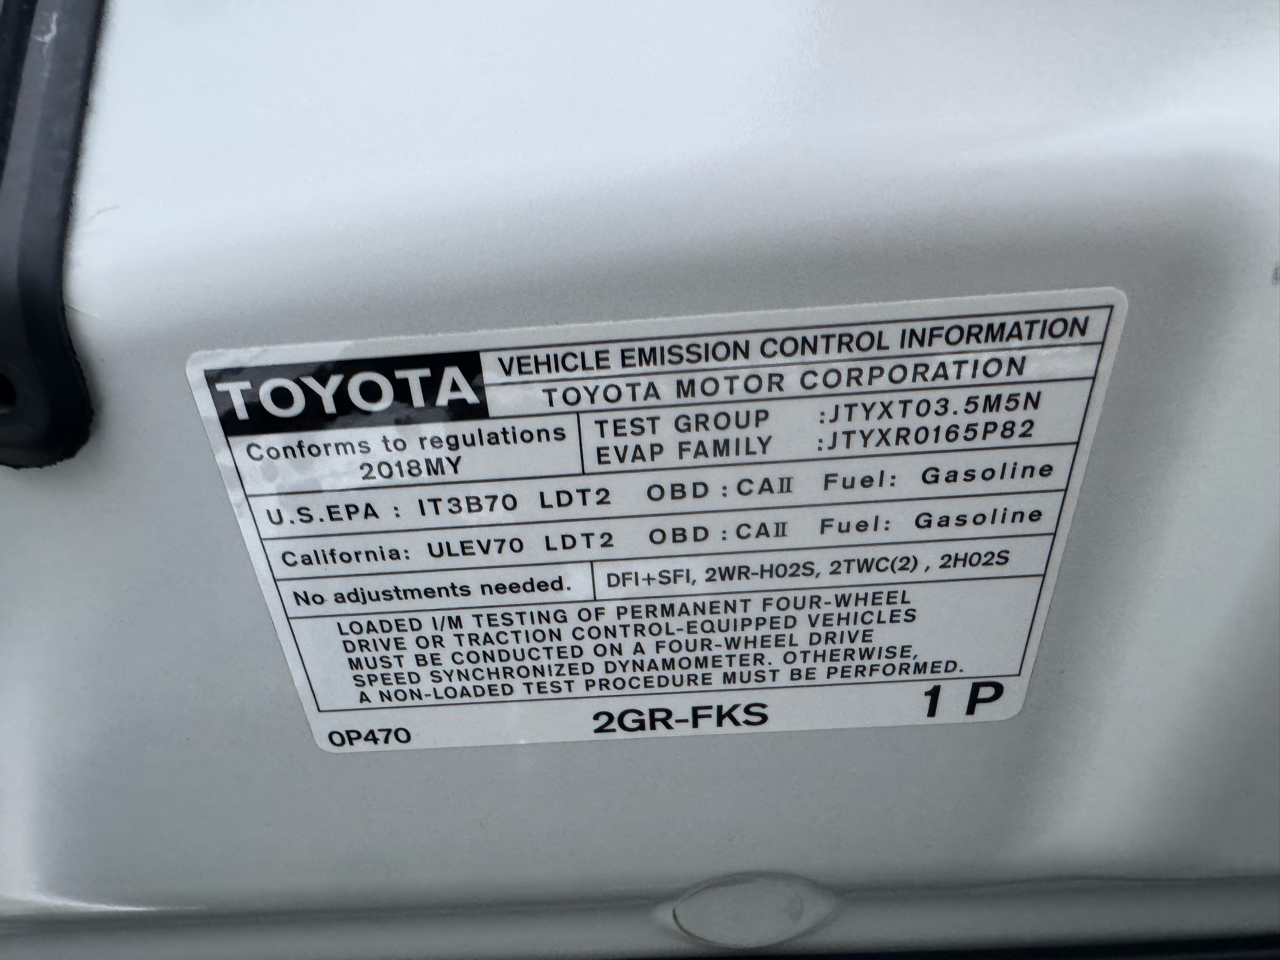 TOYOTA
VEHICLE EMISSION CONTROL INFORMATION
TOYOTA MOTOR CORPORATION
Conforms to regulations
2018MY
TEST GROUP :JTYXT03.5M5N
EVAP FAMILY :JTYXR0165P82
U.S.EPA : IT3B70 LDT2 OBD : CAII Fuel: Gasoline
California: ULEV70 LDT2 OBD : CAII Fuel: Gasoline
No adjustments needed.
DFI+SFI, 2WR-HO2S, 2TWC(2) , 2HO2S
LOADED I/M TESTING OF PERMANENT FOUR-WHEEL
DRIVE OR TRACTION CONTROL-EQUIPPED VEHICLES
MUST BE CONDUCTED ON A FOUR-WHEEL DRIVE
SPEED SYNCHRONIZED DYNAMOMETER. OTHERWISE,
A NON-LOADED TEST PROCEDURE MUST BE PERFORMED.
0P470
2GR-FKS
1 P